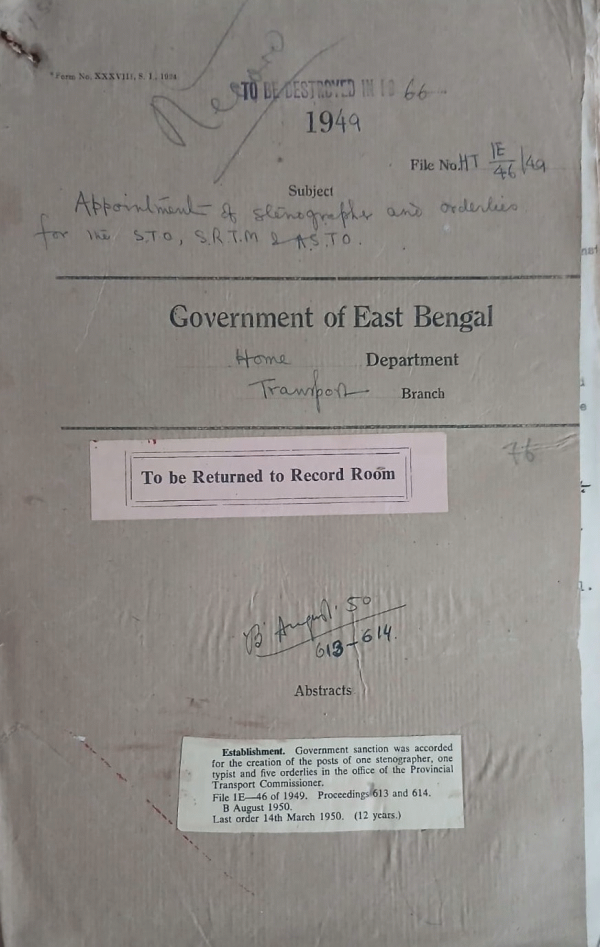 * Form No. XXXVIII, S. I., 1924
Record
TO BE DESTROYED IN 19 66
1949
File No. HT 1E/46/49
Subject
Appointment of stenographer and orderlies
for the S.T.O, S.R.T.M & A.S.T.O.
Government of East Bengal
Home Department
Transport Branch
76
To be Returned to Record Room
'B' August '50
613-614.
Abstracts
Establishment. Government sanction was accorded
for the creation of the posts of one stenographer, one
typist and five orderlies in the office of the Provincial
Transport Commissioner.
File 1E—46 of 1949. Proceedings 613 and 614.
B August 1950.
Last order 14th March 1950. (12 years.)